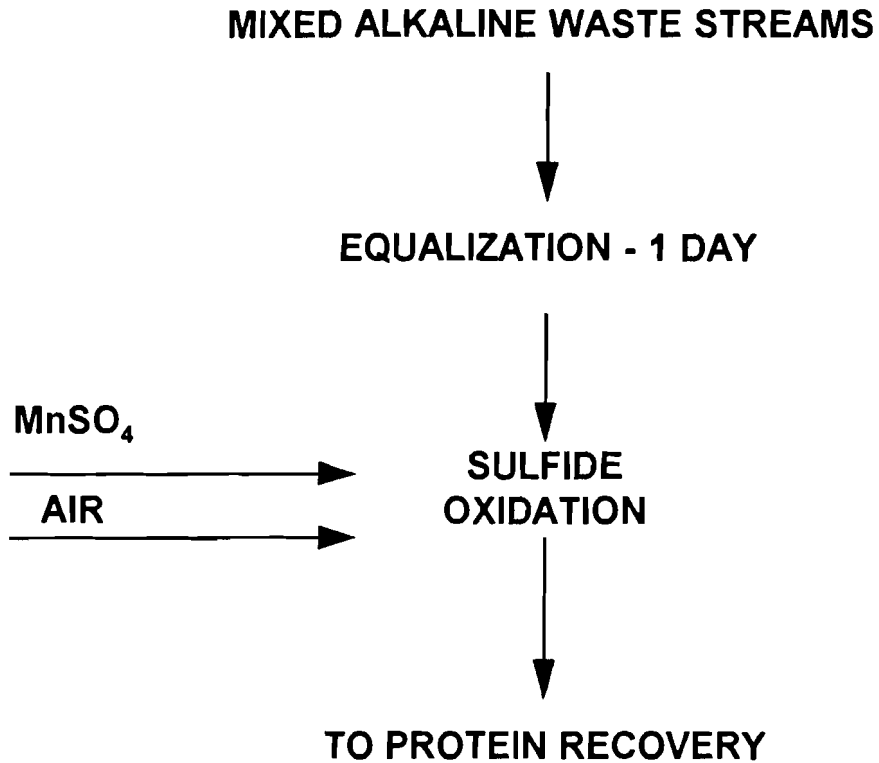 MIXED ALKALINE WASTE STREAMS
EQUALIZATION - 1 DAY
MnSO₄
AIR
SULFIDE
OXIDATION
TO PROTEIN RECOVERY